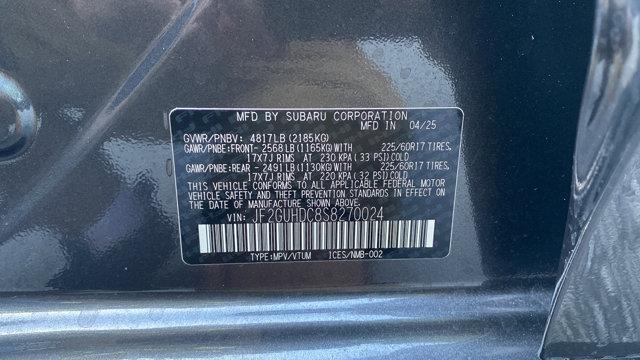 MFD BY SUBARU CORPORATION
MFD IN 04/25
GVWR/PNBV: 4817LB (2185KG)
GAWR/PNBE:FRONT- 2568LB (1165KG) WITH 225/60R17 TIRES,
17X7J RIMS AT 230 KPA (33 PSI) COLD
GAWR/PNBE:REAR - 2491LB (1130KG) WITH 225/60R17 TIRES,
17X7J RIMS AT 220 KPA (32 PSI) COLD
THIS VEHICLE CONFORMS TO ALL APPLICABLE FEDERAL MOTOR
VEHICLE SAFETY AND THEFT PREVENTION STANDARDS IN EFFECT ON THE
DATE OF MANUFACTURE SHOWN ABOVE.
VIN: JF2GUHDC8S8270024
TYPE:MPV/VTUM ICES/NMB-002